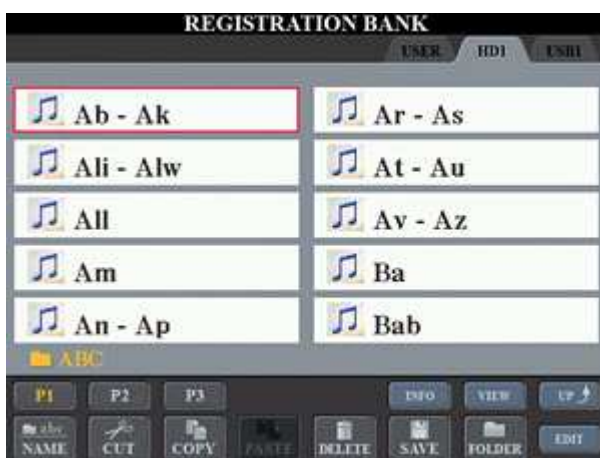 REGISTRATION BANK
USER HD1 USB1
Ab - Ak
Ali - Alw
All
Am
An - Ap
Ar - As
At - Au
Av - Az
Ba
Bab
ABC
P1 P2 P3 INFO VIEW UP
abc
NAME CUT COPY PASTE DELETE SAVE FOLDER EDIT